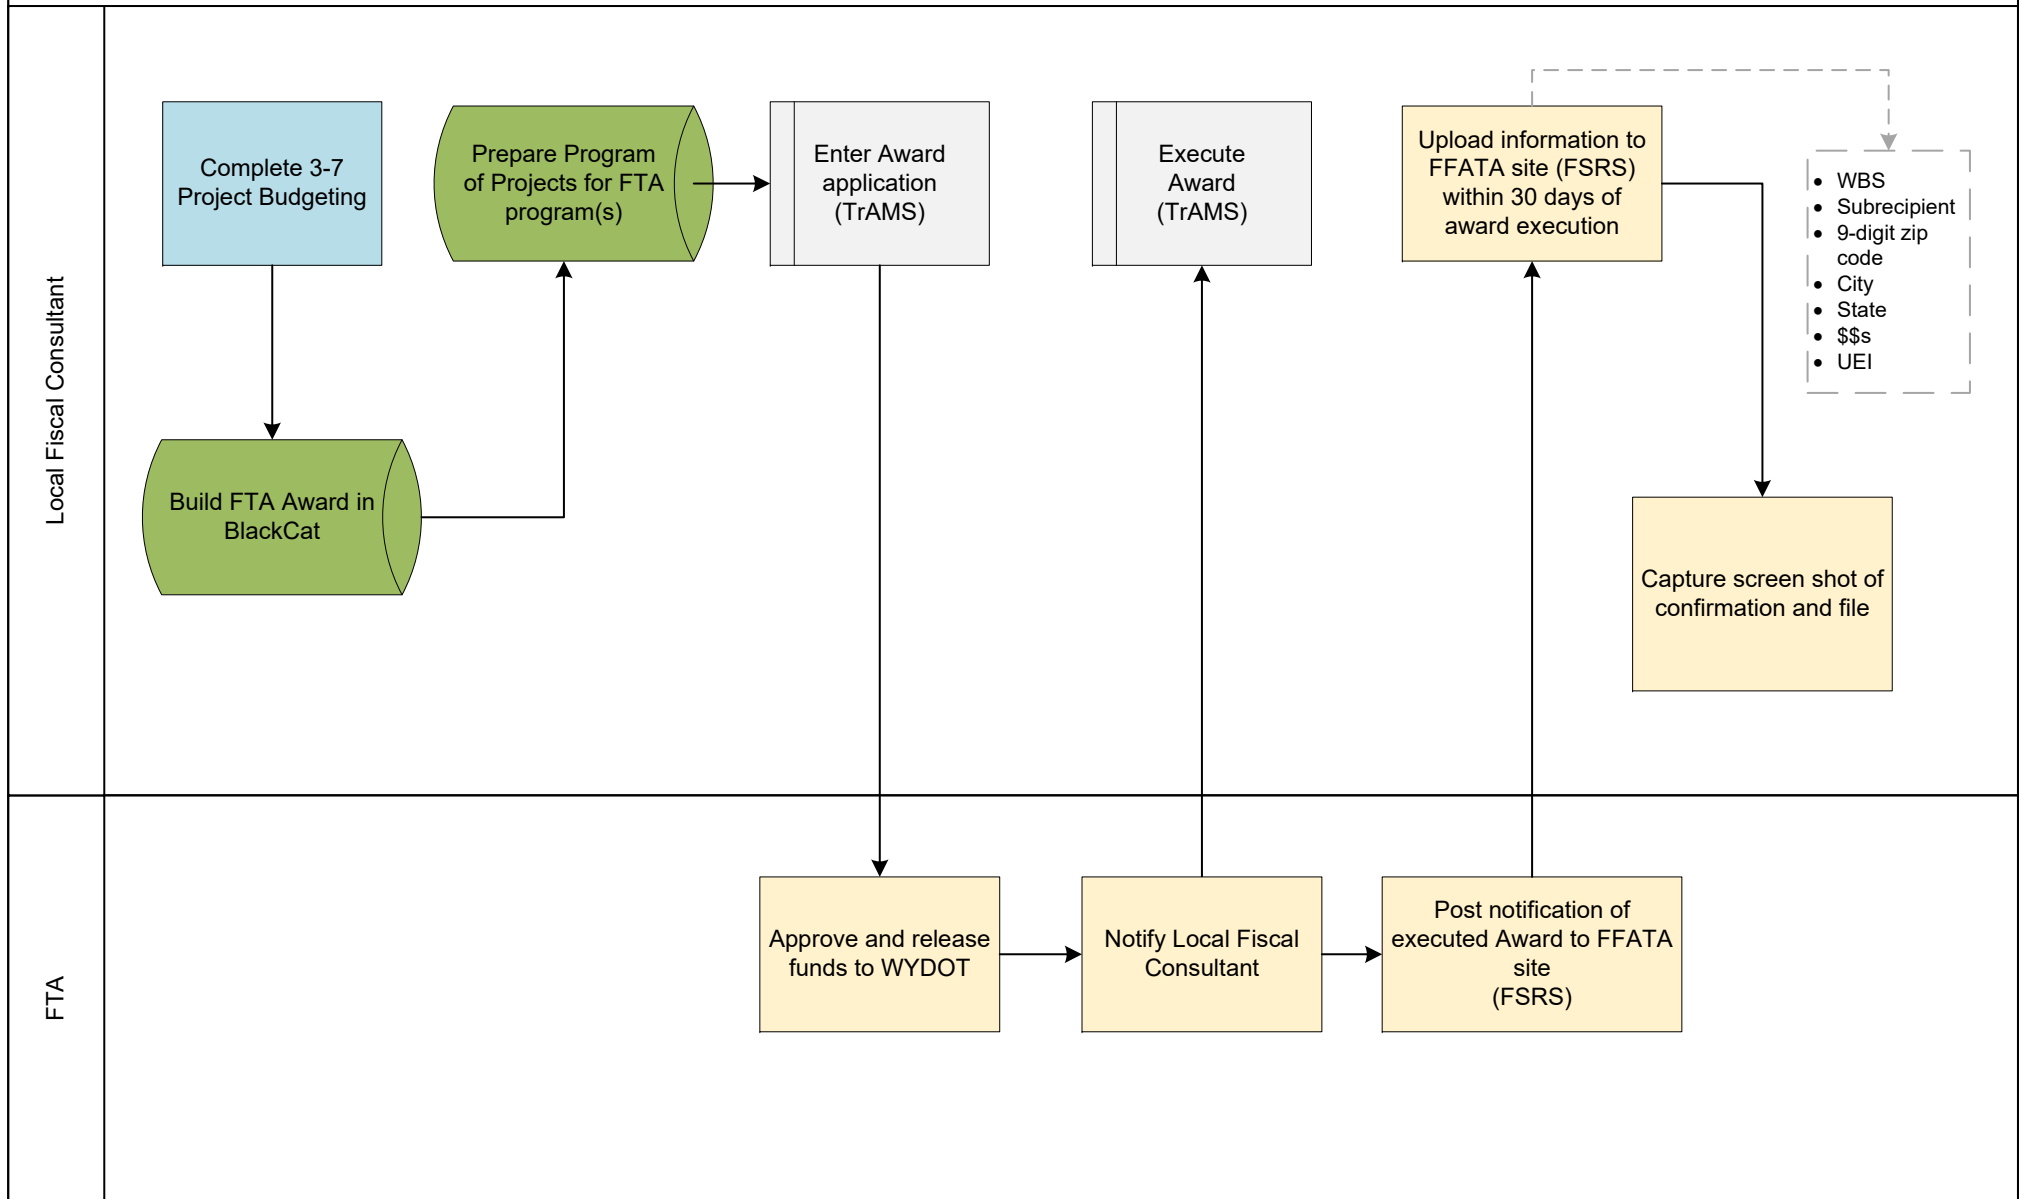 Local Fiscal Consultant
Complete 3-7
Project Budgeting
Prepare Program
of Projects for FTA
program(s)
Enter Award
application
(TrAMS)
Execute
Award
(TrAMS)
Upload information to
FFATA site (FSRS)
within 30 days of
award execution
• WBS
• Subrecipient
• 9-digit zip
code
• City
• State
• $$s
• UEI
Build FTA Award in
BlackCat
Capture screen shot of
confirmation and file
FTA
Approve and release
funds to WYDOT
Notify Local Fiscal
Consultant
Post notification of
executed Award to FFATA
site
(FSRS)